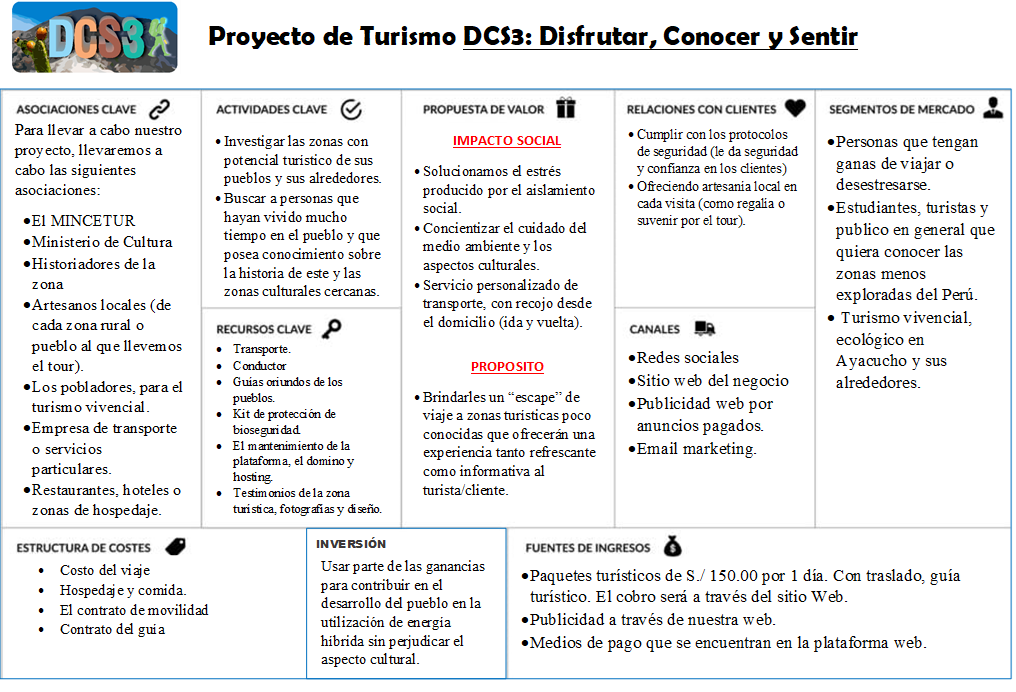 DCS3
Proyecto de Turismo DCS3: Disfrutar, Conocer y Sentir
ASOCIACIONES CLAVE
Para llevar a cabo nuestro
proyecto, llevaremos a
cabo las siguientes
asociaciones:
•El MINCETUR
•Ministerio de Cultura
•Historiadores de la
zona
•Artesanos locales (de
cada zona rural o
pueblo al que llevemos
el tour).
•Los pobladores, para el
turismo vivencial.
•Empresa de transporte
o servicios
particulares.
•Restaurantes, hoteles o
zonas de hospedaje.
ACTIVIDADES CLAVE
•Investigar las zonas con
potencial turistico de sus
pueblos y sus alrededores.
•Buscar a personas que
hayan vivido mucho
tiempo en el pueblo y que
posea conocimiento sobre
la historia de este y las
zonas culturales cercanas.
RECURSOS CLAVE
• Transporte.
• Conductor
• Guias oriundos de los
pueblos.
• Kit de protección de
bioseguridad.
• El mantenimiento de la
plataforma, el domino y
hosting.
• Testimonios de la zona
turística, fotografías y diseño.
PROPUESTA DE VALOR
IMPACTO SOCIAL
•Solucionamos el estrés
producido por el aislamiento
social.
•Concientizar el cuidado del
medio ambiente y los
aspectos culturales.
•Servicio personalizado de
transporte, con recojo desde
el domicilio (ida y vuelta).
PROPOSITO
•Brindarles un “escape” de
viaje a zonas turísticas poco
conocidas que ofrecerán una
experiencia tanto refrescante
como informativa al
turista/cliente.
RELACIONES CON CLIENTES
•Cumplir con los protocolos
de seguridad (le da seguridad
y confianza en los clientes)
•Ofreciendo artesania local en
cada visita (como regalía o
suvenir por el tour).
CANALES
•Redes sociales
•Sitio web del negocio
•Publicidad web por
anuncios pagados.
•Email marketing.
SEGMENTOS DE MERCADO
•Personas que tengan
ganas de viajar o
desestresarse.
•Estudiantes, turistas y
publico en general que
quiera conocer las
zonas menos
exploradas del Perú.
• Turismo vivencial,
ecológico en
Ayacucho y sus
alrededores.
ESTRUCTURA DE COSTES
• Costo del viaje
• Hospedaje y comida.
• El contrato de movilidad
• Contrato del guia
INVERSIÓN
Usar parte de las ganancias
para contribuir en el
desarrollo del pueblo en la
utilización de energía
hibrida sin perjudicar el
aspecto cultural.
FUENTES DE INGRESOS
•Paquetes turísticos de S./ 150.00 por 1 día. Con traslado, guía
turístico. El cobro será a través del sitio Web.
•Publicidad a través de nuestra web.
•Medios de pago que se encuentran en la plataforma web.